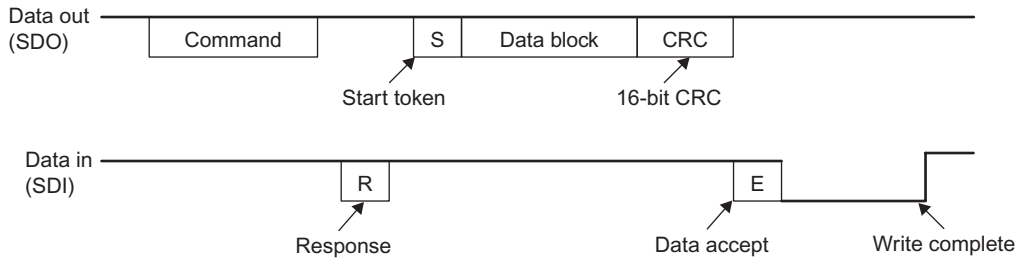 Data out
(SDO)
Command
S
Data block
CRC
Start token
16-bit CRC
Data in
(SDI)
R
E
Response
Data accept
Write complete